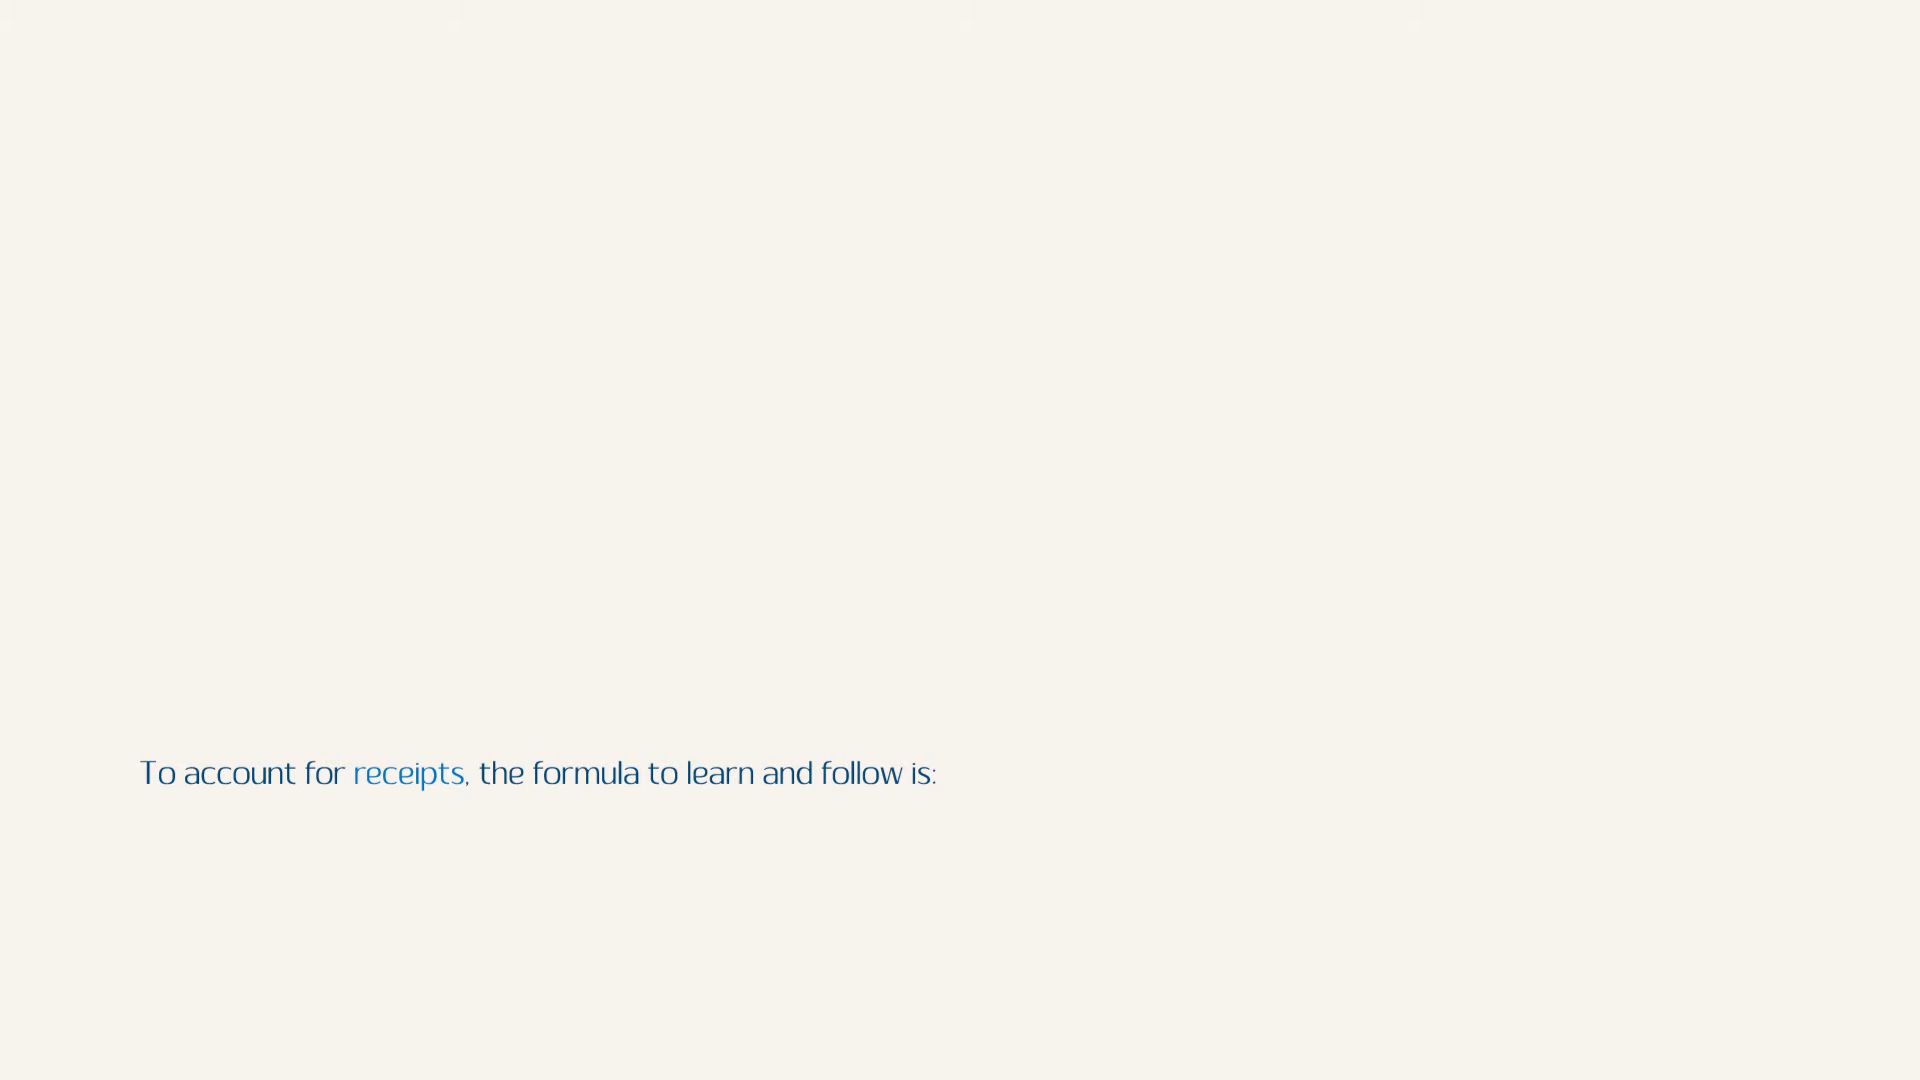 To account for receipts, the formula to learn and follow is: